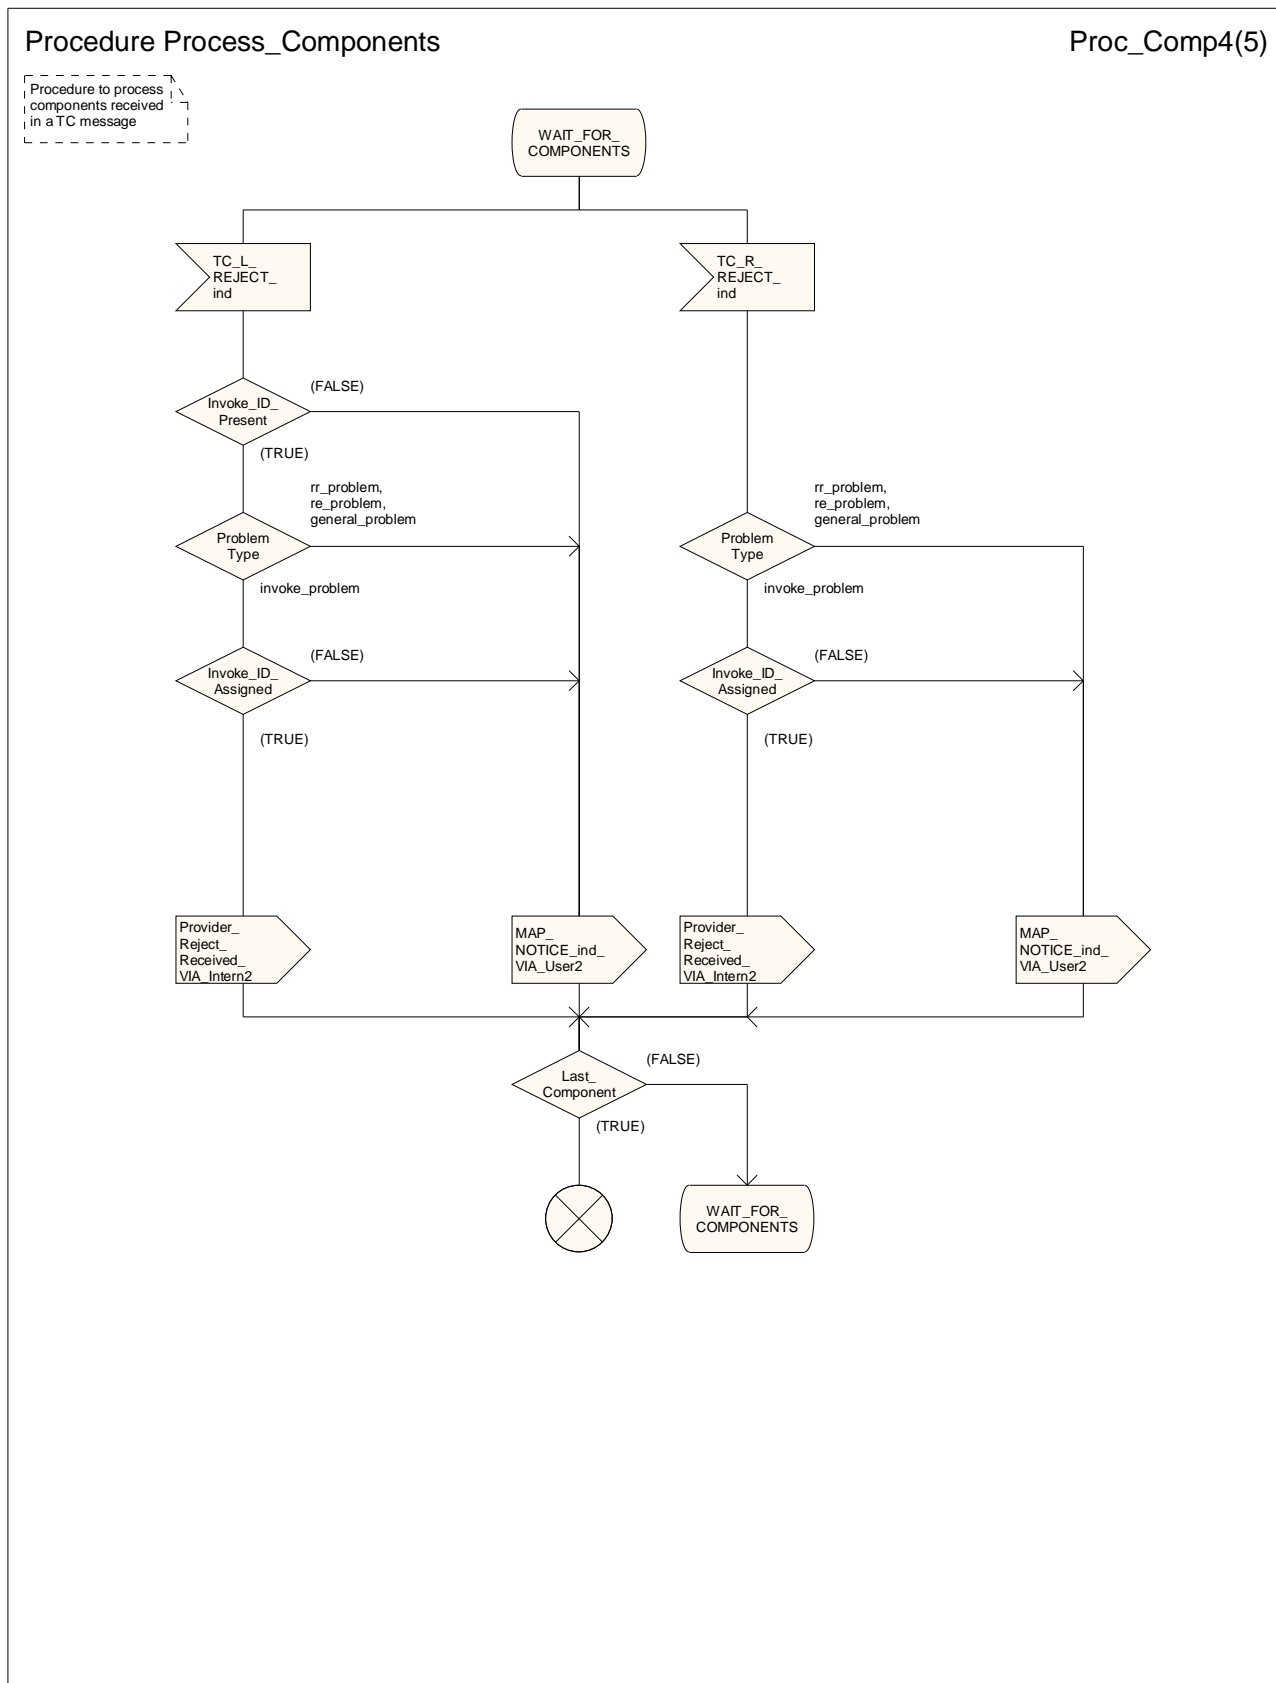 Procedure Process_Components
Proc_Comp4(5)
Procedure to process
components received
in a TC message
WAIT_FOR_
COMPONENTS
TC_L_
REJECT_
ind
TC_R_
REJECT_
ind
Invoke_ID_
Present
(FALSE)
(TRUE)
rr_problem,
re_problem,
general_problem
Problem
Type
invoke_problem
rr_problem,
re_problem,
general_problem
Problem
Type
invoke_problem
Invoke_ID_
Assigned
(FALSE)
(TRUE)
Invoke_ID_
Assigned
(FALSE)
(TRUE)
Provider_
Reject_
Received_
VIA_Intern2
MAP_
NOTICE_ind_
VIA_User2
Provider_
Reject_
Received_
VIA_Intern2
MAP_
NOTICE_ind_
VIA_User2
Last_
Component
(FALSE)
(TRUE)
WAIT_FOR_
COMPONENTS